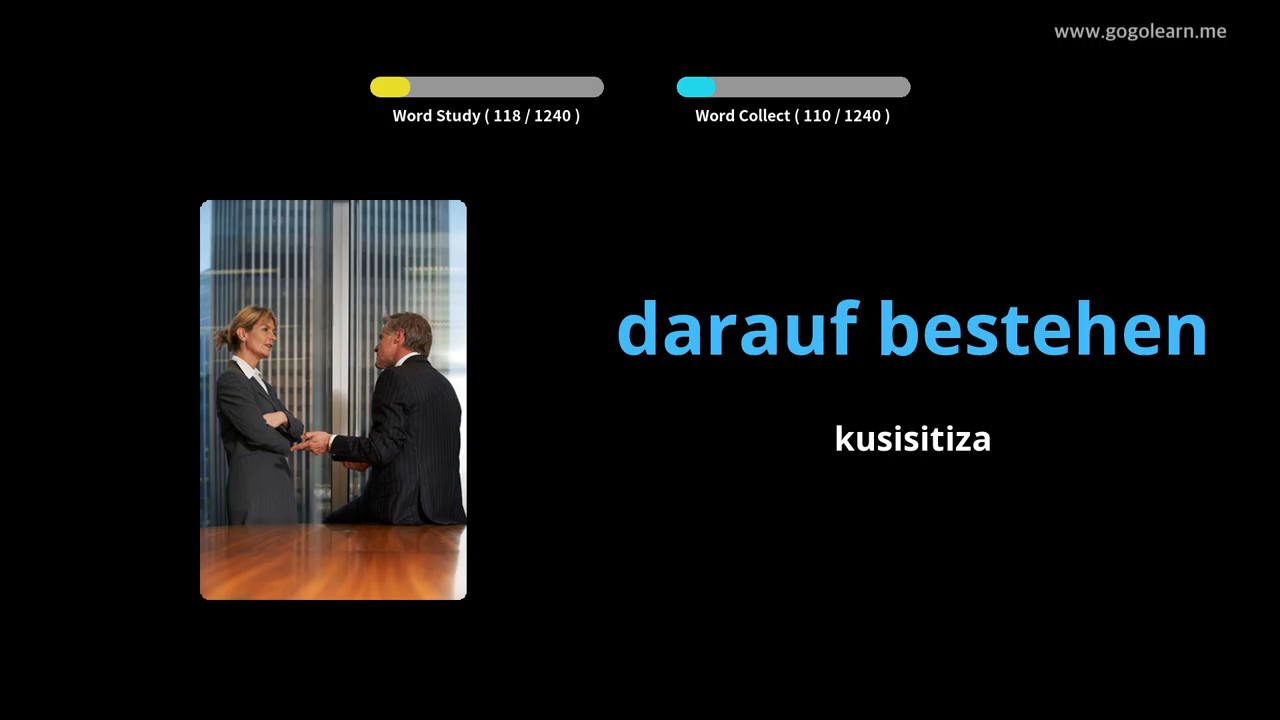 www.gogolearn.me
Word Study ( 118 / 1240 )
Word Collect ( 110 / 1240 )
darauf bestehen
kusisitiza